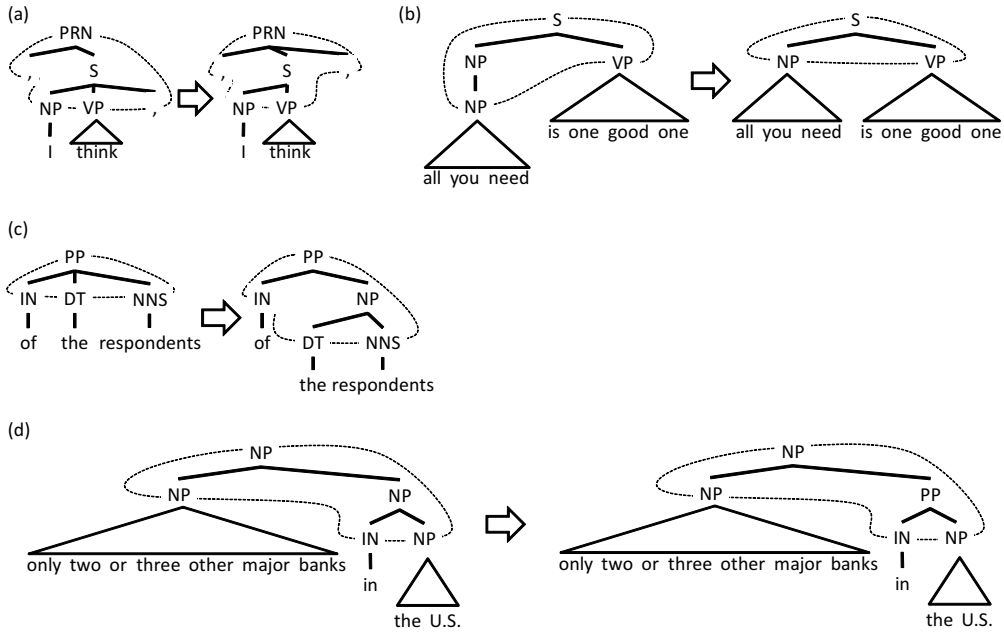 (a)
PRN PRN
, ,
S S
NP VP , NP VP
I think I think
(b)
S S
NP VP NP VP
NP
is one good one all you need is one good one
all you need
(c)
PP PP
IN DT NNS IN NP
of the respondents of DT NNS
the respondents
(d)
NP NP
NP NP NP PP
IN NP IN NP
only two or three other major banks only two or three other major banks
in in
the U.S. the U.S.